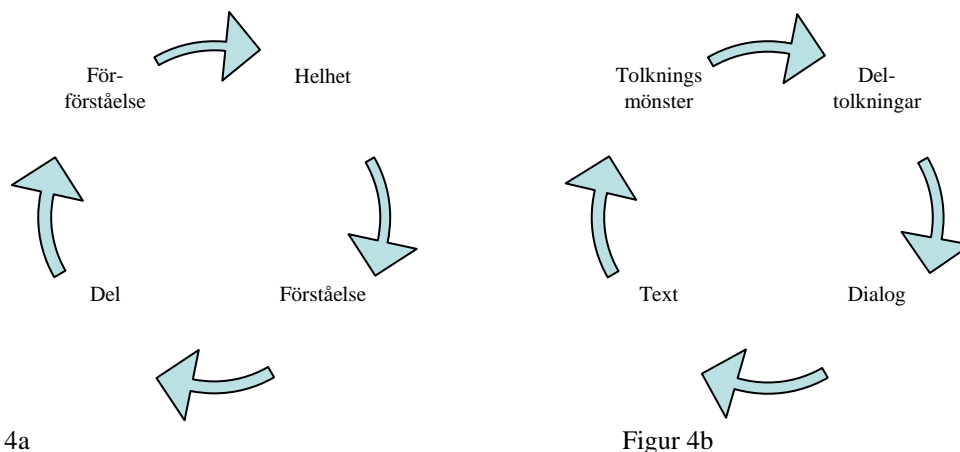 För-
förståelse
Helhet
Förståelse
Del
4a
Tolknings
mönster
Del-
tolkningar
Dialog
Text
Figur 4b